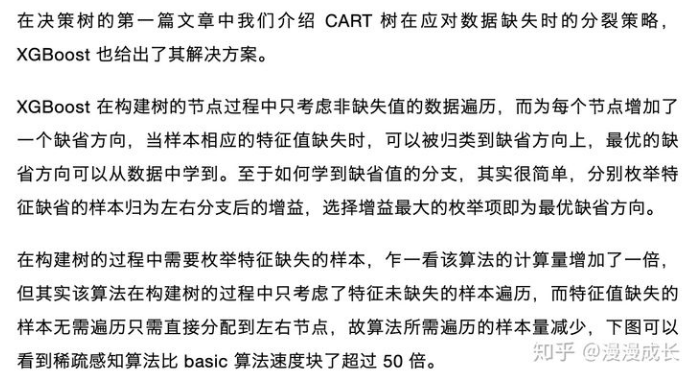 在决策树的第一篇文章中我们介绍 CART 树在应对数据缺失时的分裂策略，
XGBoost 也给出了其解决方案。
XGBoost 在构建树的节点过程中只考虑非缺失值的数据遍历，而为每个节点增加了
一个缺省方向，当样本相应的特征值缺失时，可以被归类到缺省方向上，最优的缺
省方向可以从数据中学到。至于如何学到缺省值的分支，其实很简单，分别枚举特
征缺省的样本归为左右分支后的增益，选择增益最大的枚举项即为最优缺省方向。
在构建树的过程中需要枚举特征缺失的样本，乍一看该算法的计算量增加了一倍，
但其实该算法在构建树的过程中只考虑了特征未缺失的样本遍历，而特征值缺失的
样本无需遍历只需直接分配到左右节点，故算法所需遍历的样本量减少，下图可以
看到稀疏感知算法比 basic 算法速度块了超过 50 倍。
知乎 @漫漫成长